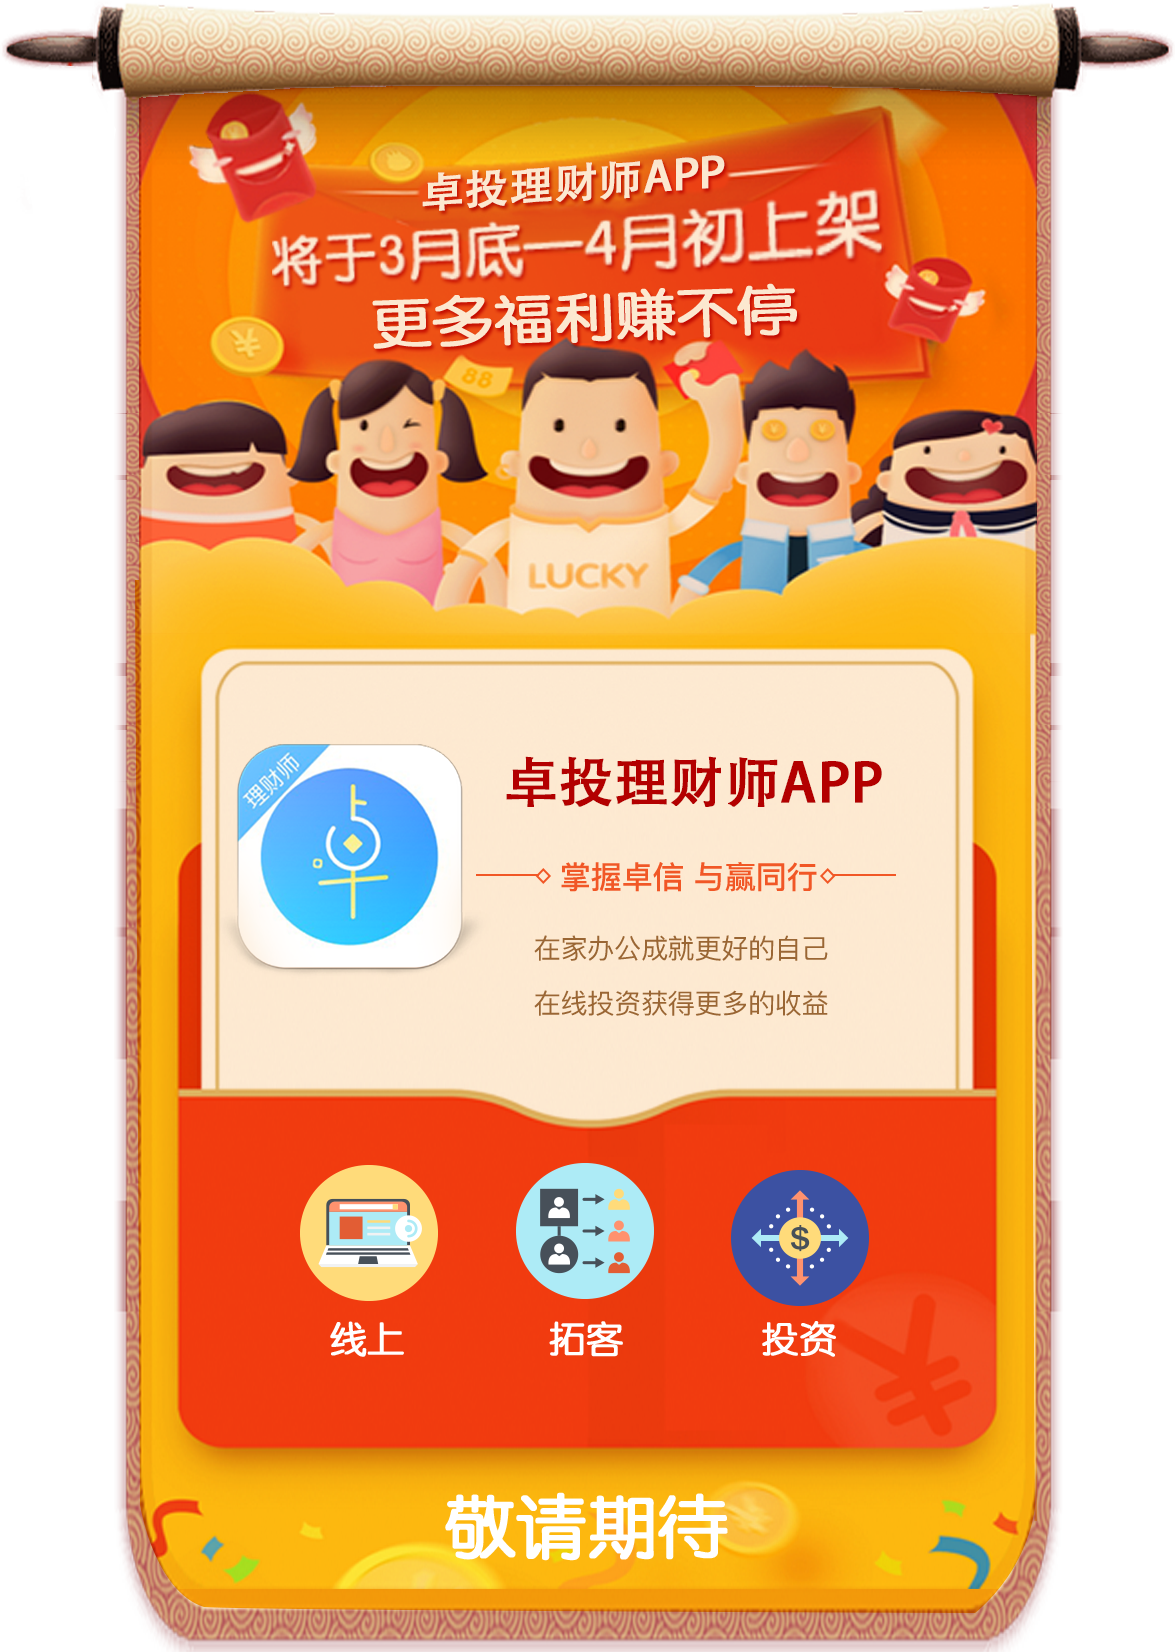 卓投理财师APP
将于3月底一4月初上架
更多福利赚不停
88
LUCKY
理财师
卓投理财师APP
掌握卓信 与赢同行
在家办公成就更好的自己
在线投资获得更多的收益
$
线上
拓客
投资
¥
敬请期待